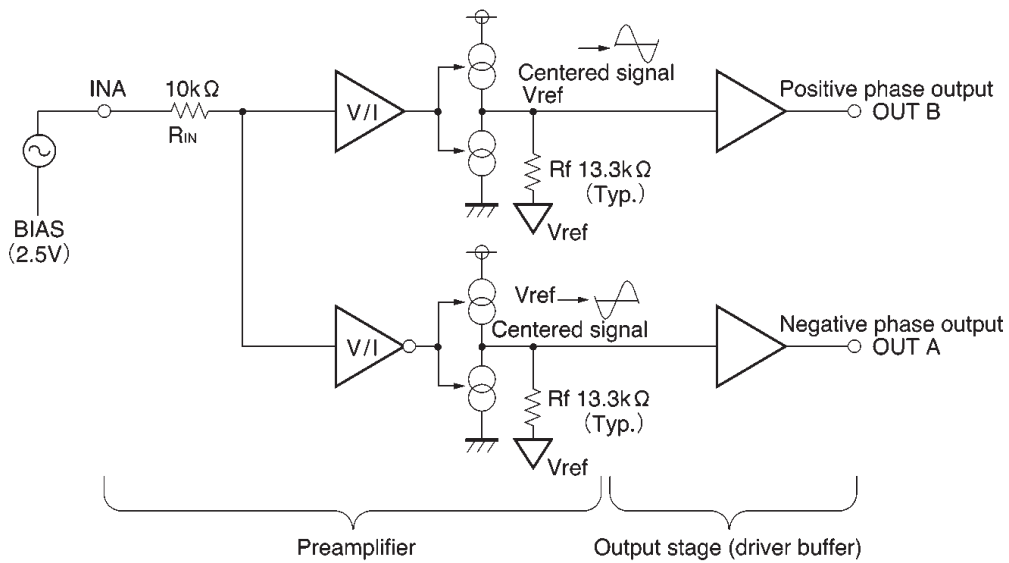 INA
10kΩ
RIN
BIAS
(2.5V)
V/I
Centered signal
Vref
Rf 13.3kΩ
(Typ.)
Vref
Positive phase output
OUT B
V/I
Vref
Centered signal
Rf 13.3kΩ
(Typ.)
Vref
Negative phase output
OUT A
Preamplifier
Output stage (driver buffer)